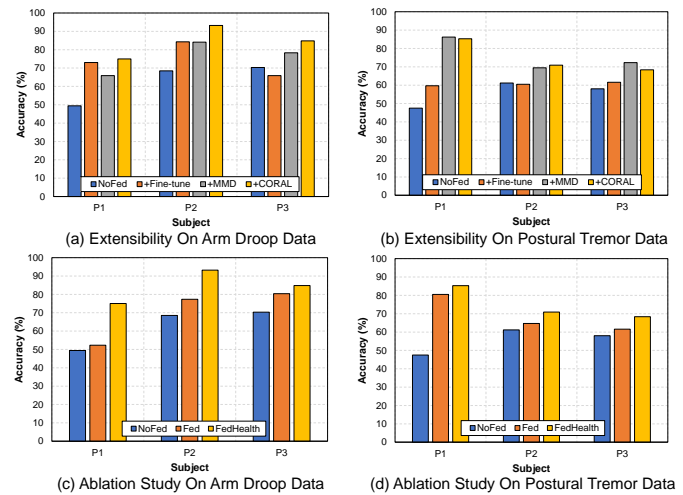 Accuracy (%)
90
80
70
60
50
40
30
20
10
0
NoFed +Fine-tune +MMD +CORAL
P1 P2 P3
Subject
(a) Extensibility On Arm Droop Data
Accuracy (%)
100
90
80
70
60
50
40
30
20
10
0
NoFed +Fine-tune +MMD +CORAL
P1 P2 P3
Subject
(b) Extensibility On Postural Tremor Data
Accuracy (%)
100
90
80
70
60
50
40
30
20
10
0
NoFed Fed FedHealth
P1 P2 P3
Subject
(c) Ablation Study On Arm Droop Data
Accuracy (%)
100
90
80
70
60
50
40
30
20
10
0
NoFed Fed FedHealth
P1 P2 P3
Subject
(d) Ablation Study On Postural Tremor Data